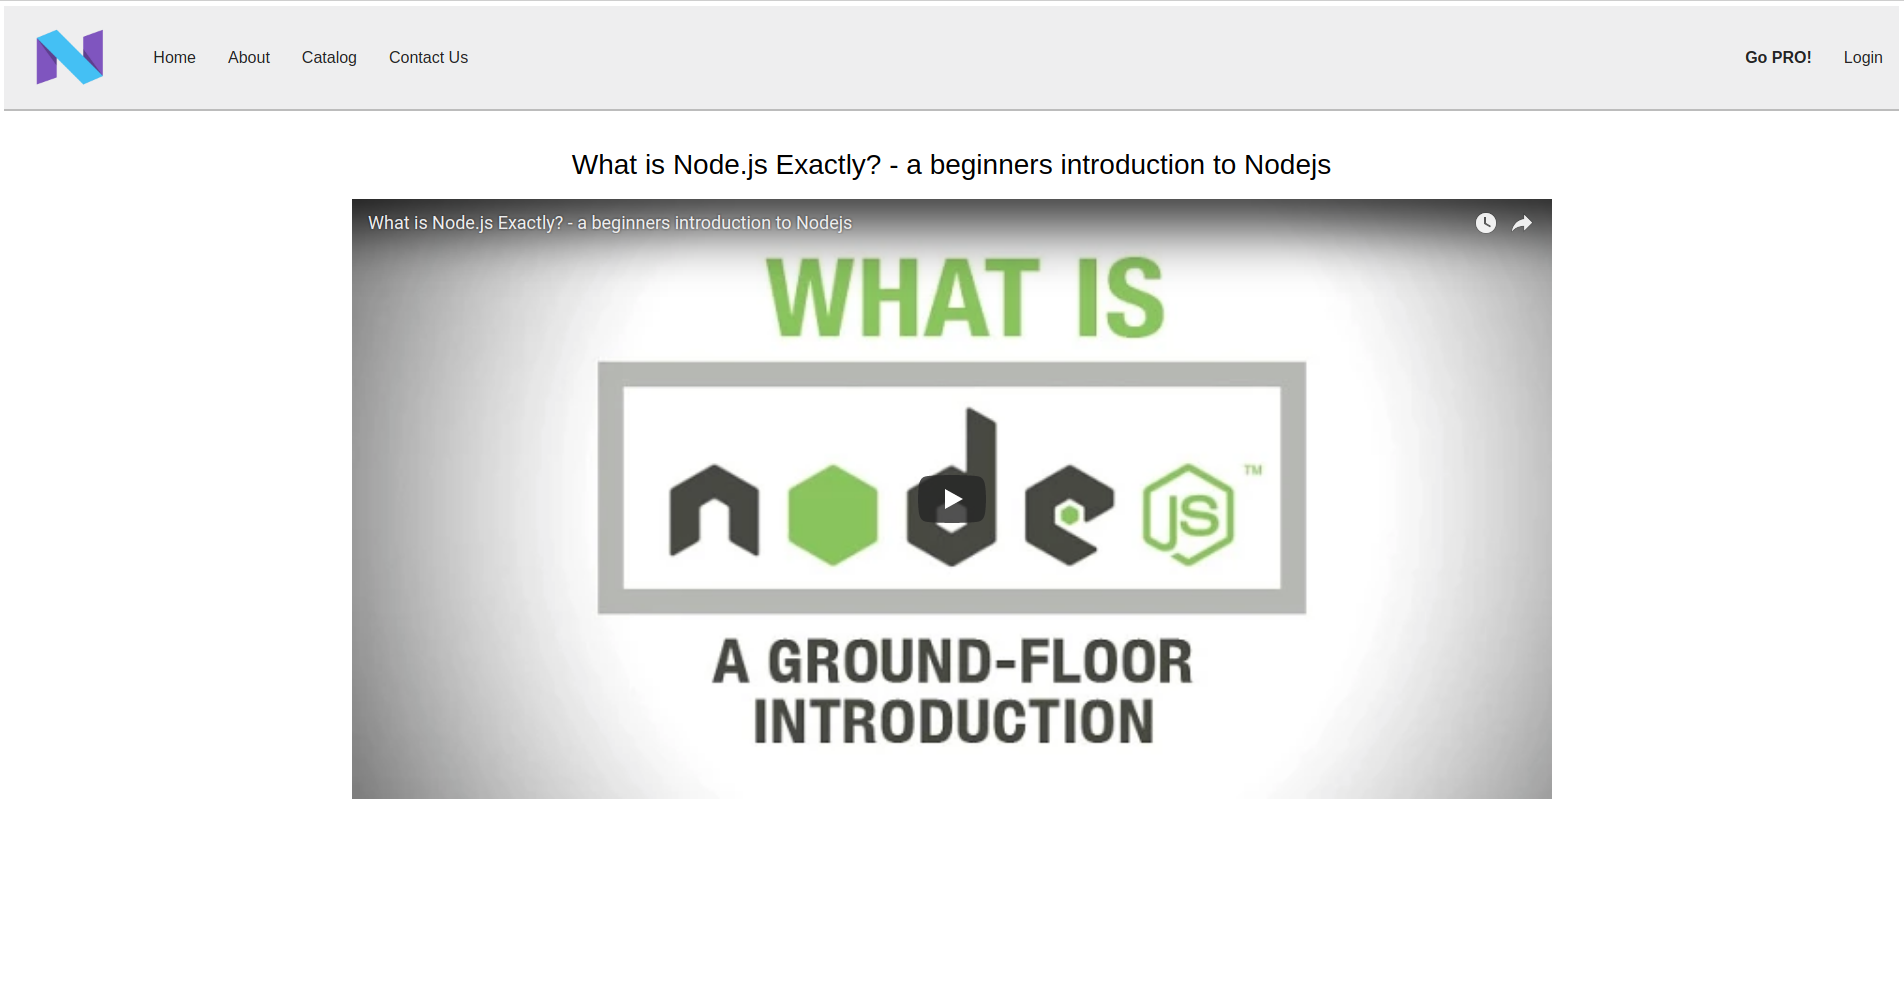 Home About Catalog Contact Us Go PRO! Login
What is Node.js Exactly? - a beginners introduction to Nodejs
What is Node.js Exactly? - a beginners introduction to Nodejs
WHAT IS
node JS TM
A GROUND-FLOOR
INTRODUCTION